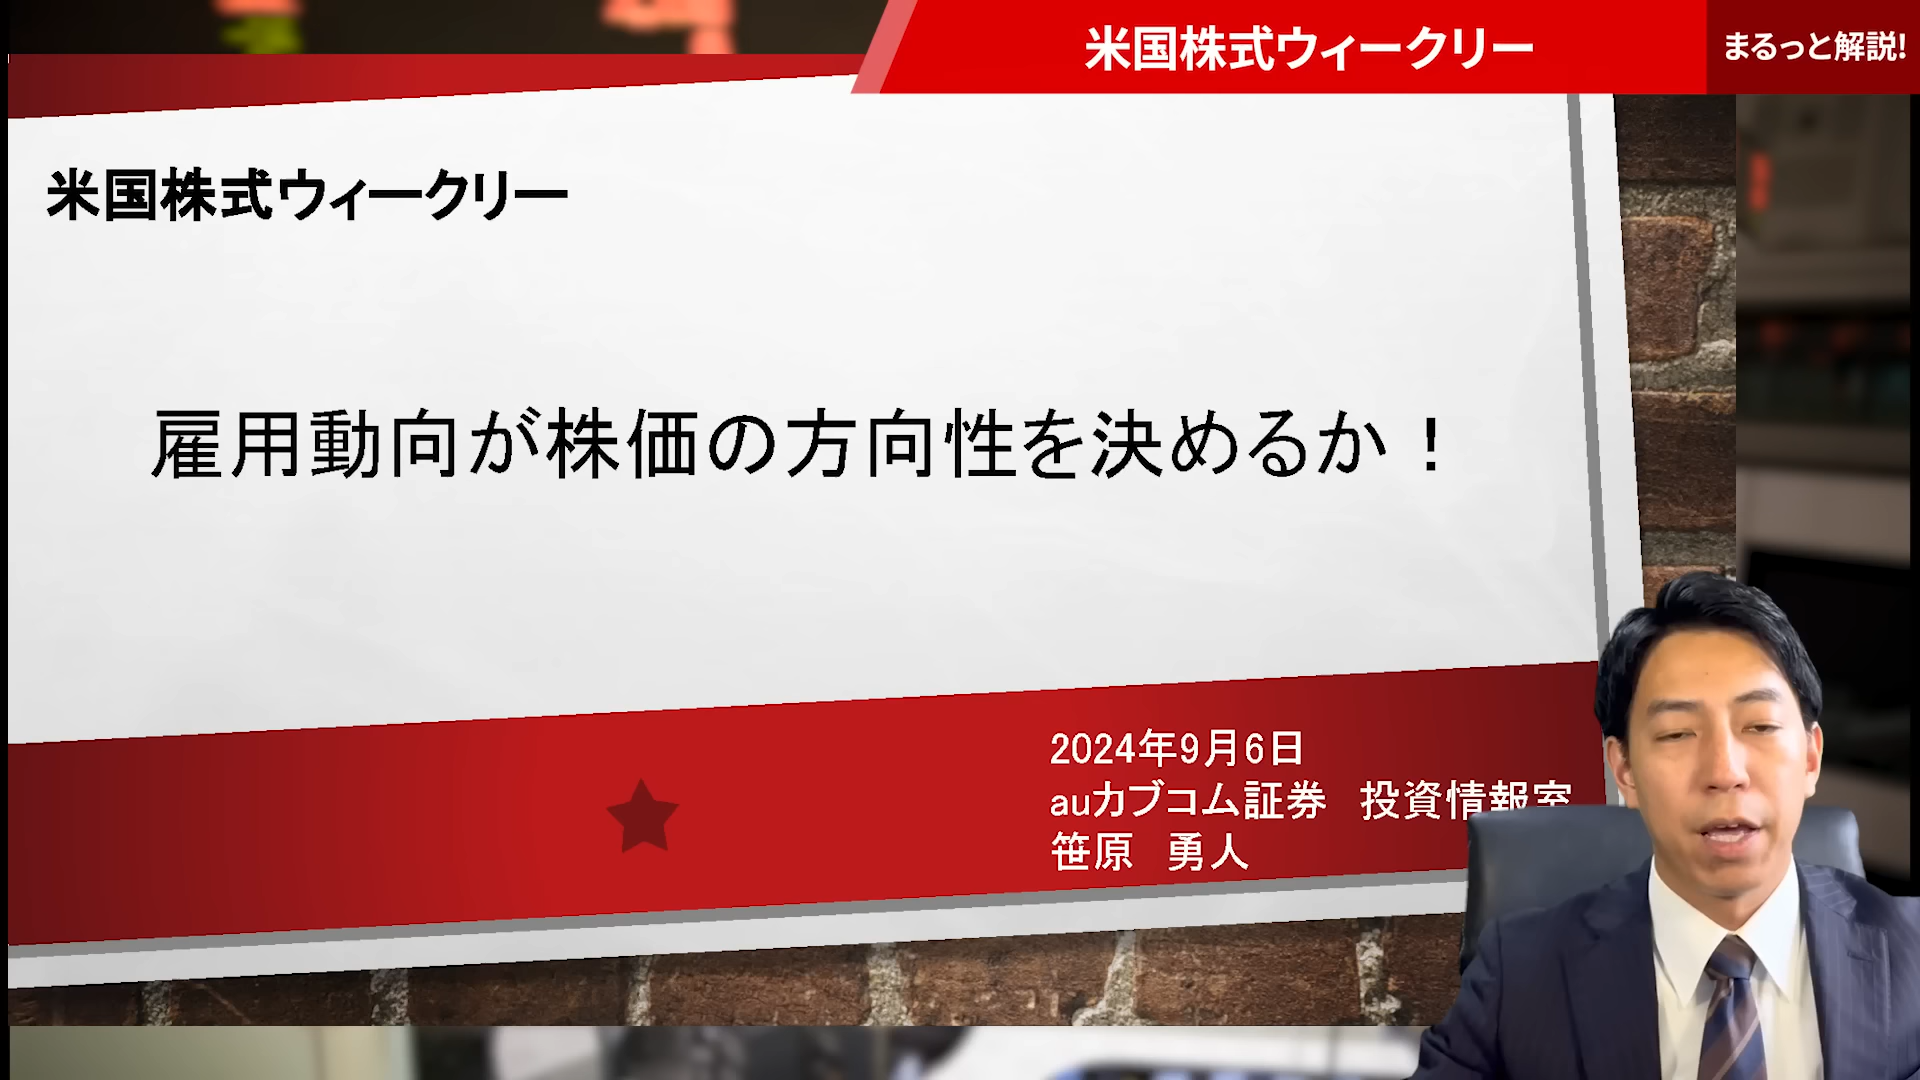 米国株式ウィークリー
まるっと解説!
米国株式ウィークリー
雇用動向が株価の方向性を決めるか！
2024年9月6日
auカブコム証券　投資情報室
笹原　勇人